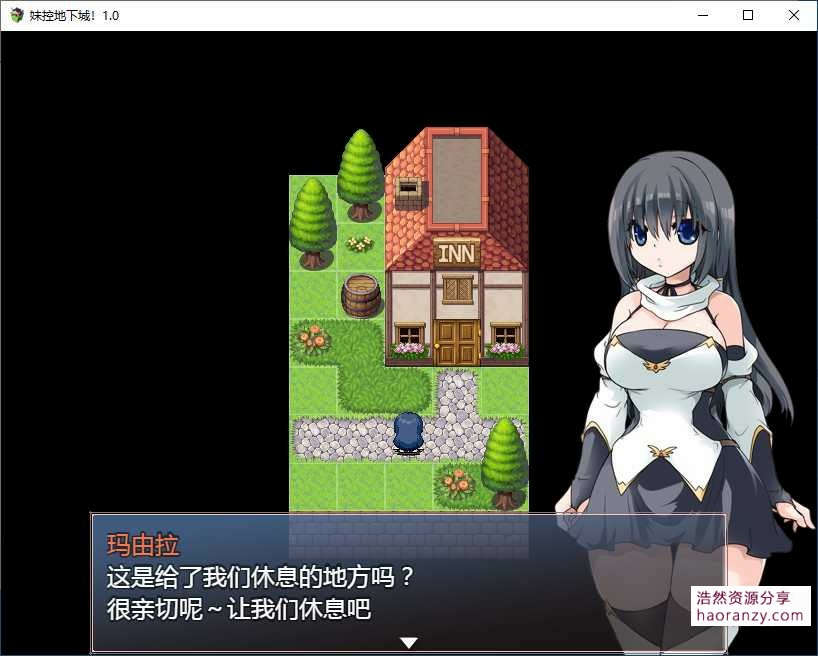 妹控地下城! 1.0
INN
玛由拉
这是给了我们休息的地方吗？
很亲切呢～让我们休息吧
浩然资源分享
haoranzy.com